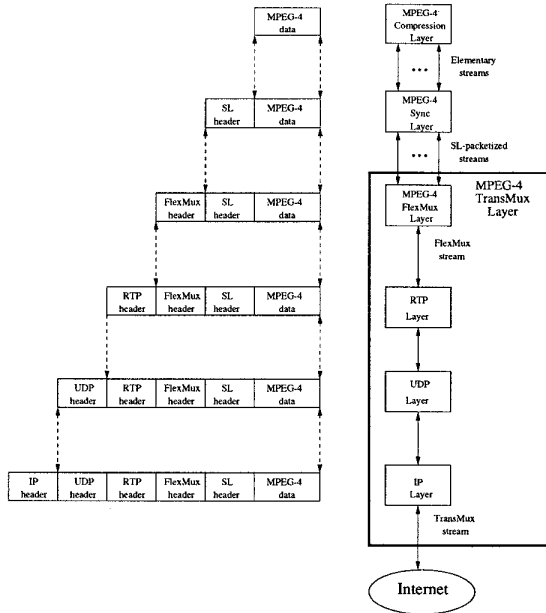 MPEG-4
data
SL
header
MPEG-4
data
FlexMux
header
SL
header
MPEG-4
data
RTP
header
FlexMux
header
SL
header
MPEG-4
data
UDP
header
RTP
header
FlexMux
header
SL
header
MPEG-4
data
IP
header
UDP
header
RTP
header
FlexMux
header
SL
header
MPEG-4
data
MPEG-4
Compression
Layer
Elementary
streams
MPEG-4
Sync
Layer
SL-packetized
streams
MPEG-4
TransMux
Layer
MPEG-4
FlexMux
Layer
FlexMux
stream
RTP
Layer
UDP
Layer
IP
Layer
TransMux
stream
Internet